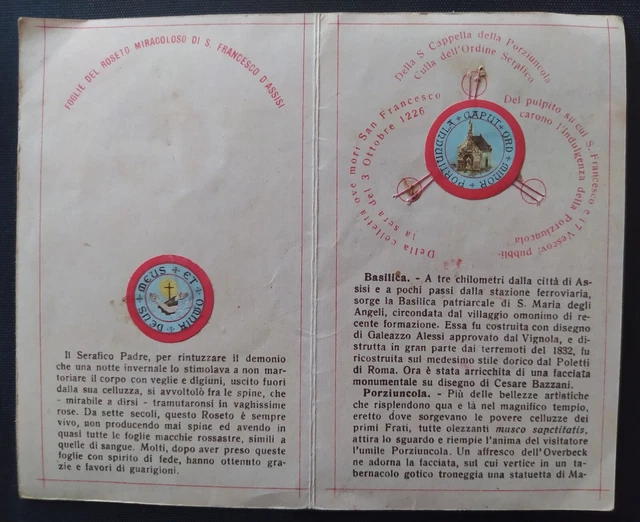 FOGLIE DEL ROSETO MIRACOLOSO DI S. FRANCESCO D'ASSISI
DEUS MEUS ET OMNIA
Il Serafico Padre, per rintuzzare il demonio
che una notte invernale lo stimolava a non mar-
toriare il corpo con veglie e digiuni, uscito fuori
dalla sua celluzza, si avvoltolò fra le spine, che
- mirabile a dirsi - tramutaronsi in vaghissime
rose. Da sette secoli, questo Roseto è sempre
vivo, non producendo mai spine ed avendo in
quasi tutte le foglie macchie rossastre, simili a
quelle di sangue. Molti, dopo aver preso queste
foglie con spirito di fede, hanno ottenuto gra-
zie e favori di guarigioni.
Della S. Cappella della Porziuncola
Culla dell'Ordine Serafico
Del pulpito su cui S. Francesco e i 7 Vescovi pubbli-
carono l'indulgenza della Porziuncola
Della celletta ove morì San Francesco
la sera del 3 Ottobre 1226
PORTIUNCULA CAPUT ORD MINOR
Basilica. - A tre chilometri dalla città di As-
sisi e a pochi passi dalla stazione ferroviaria,
sorge la Basilica patriarcale di S. Maria degli
Angeli, circondata dal villaggio omonimo di re-
cente formazione. Essa fu costruita con disegno
di Galeazzo Alessi approvato dal Vignola, e di-
strutta in gran parte dai terremoti del 1832, fu
ricostruita sul medesimo stile dorico dal Poletti
di Roma. Ora è stata arricchita di una facciata
monumentale su disegno di Cesare Bazzani.
Porziuncola. - Più delle bellezze artistiche
che risplendono qua e là nel magnifico tempio,
eretto dove sorgevano le povere celluzze dei
primi Frati, tutte olezzanti musco sanctitatis,
attira lo sguardo e riempie l'anima del visitatore
l'umile Porziuncola. Un affresco dell'Overbeck
ne adorna la facciata, sul cui vertice in un ta-
bernacolo gotico troneggia una statuetta di Ma-